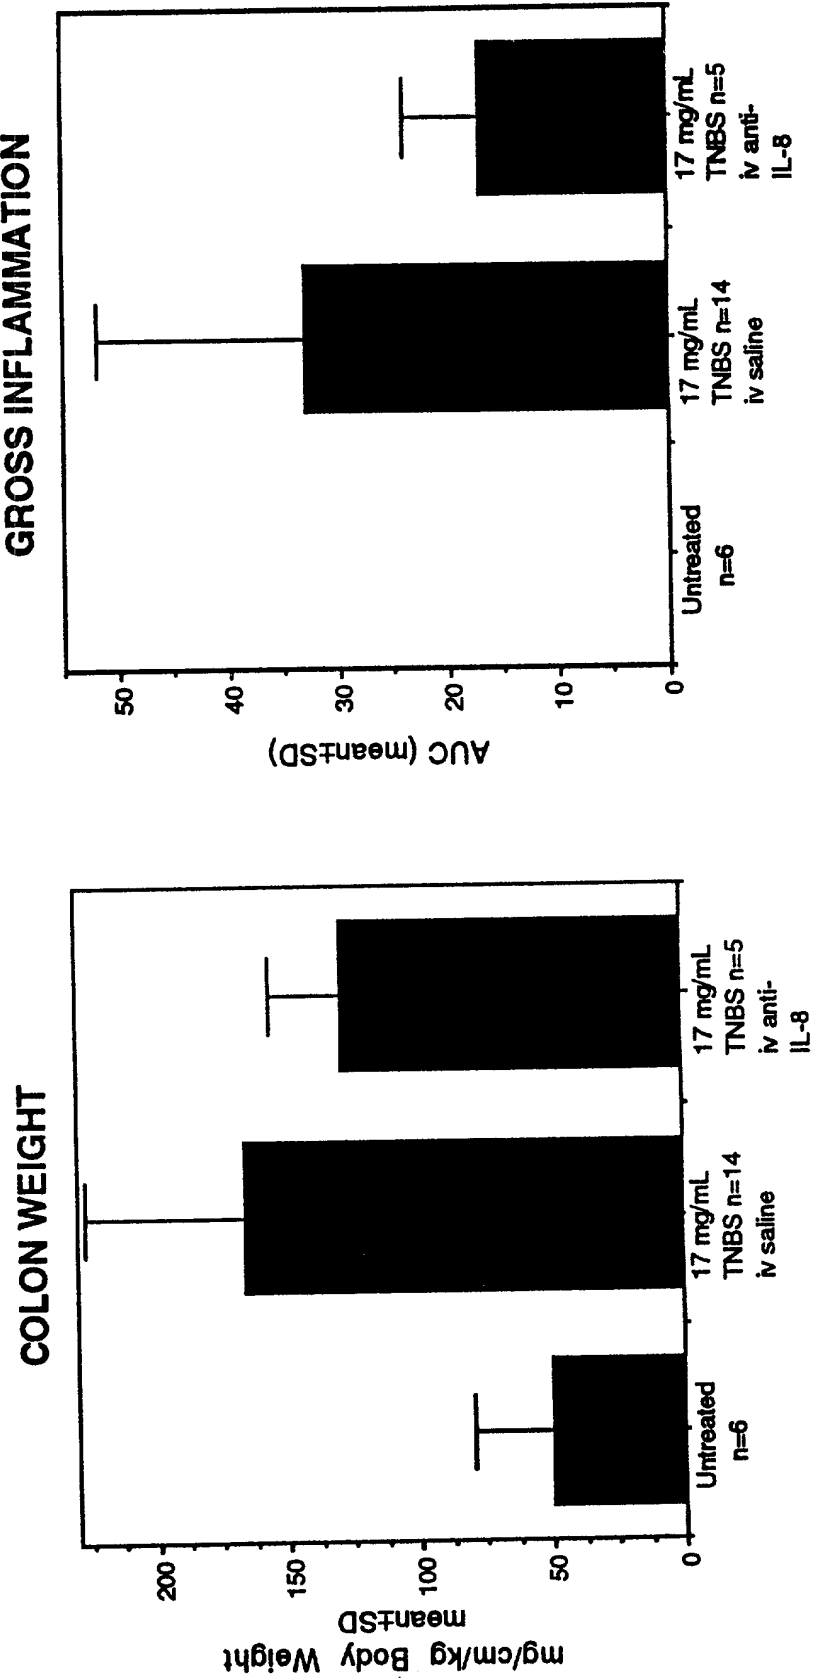 COLON WEIGHT
mg/cm/kg Body Weight
mean±SD
200
150
100
50
0
Untreated
n=6
17 mg/mL
TNBS n=14
iv saline
17 mg/mL
TNBS n=5
iv anti-
IL-8
GROSS INFLAMMATION
AUC (mean±SD)
50
40
30
20
10
0
Untreated
n=6
17 mg/mL
TNBS n=14
iv saline
17 mg/mL
TNBS n=5
iv anti-
IL-8